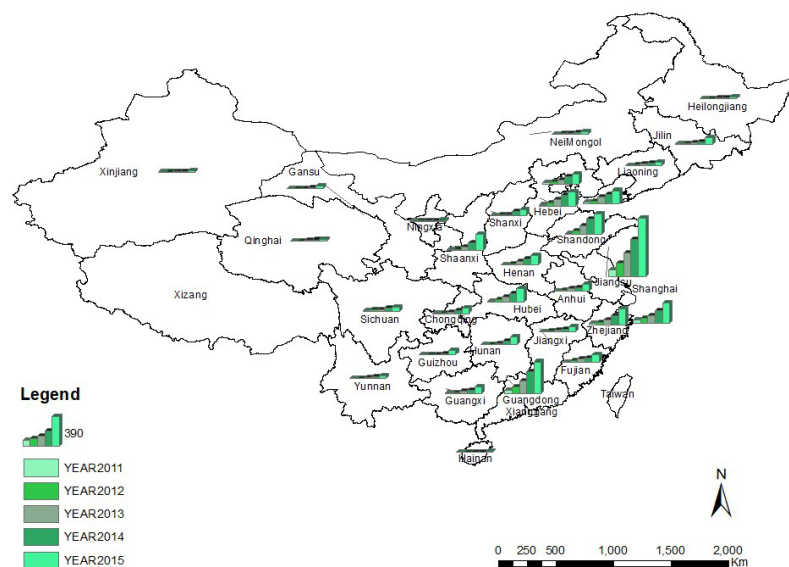 Heilongjiang
Jilin
NeiMongol
Liaoning
Xinjiang
Gansu
Hebei
Shanxi
Ningxia
Shandong
Qinghai
Shaanxi
Henan
Jiangsu
Shanghai
Xizang
Anhui
Hubei
Sichuan
Chongqing
Zhejiang
Jiangxi
Hunan
Guizhou
Fujian
Yunnan
Guangxi
Guangdong
Xianggang
Taiwan
Hainan
Legend
390
YEAR2011
YEAR2012
YEAR2013
YEAR2014
YEAR2015
N
0 250 500 1,000 1,500 2,000
Km